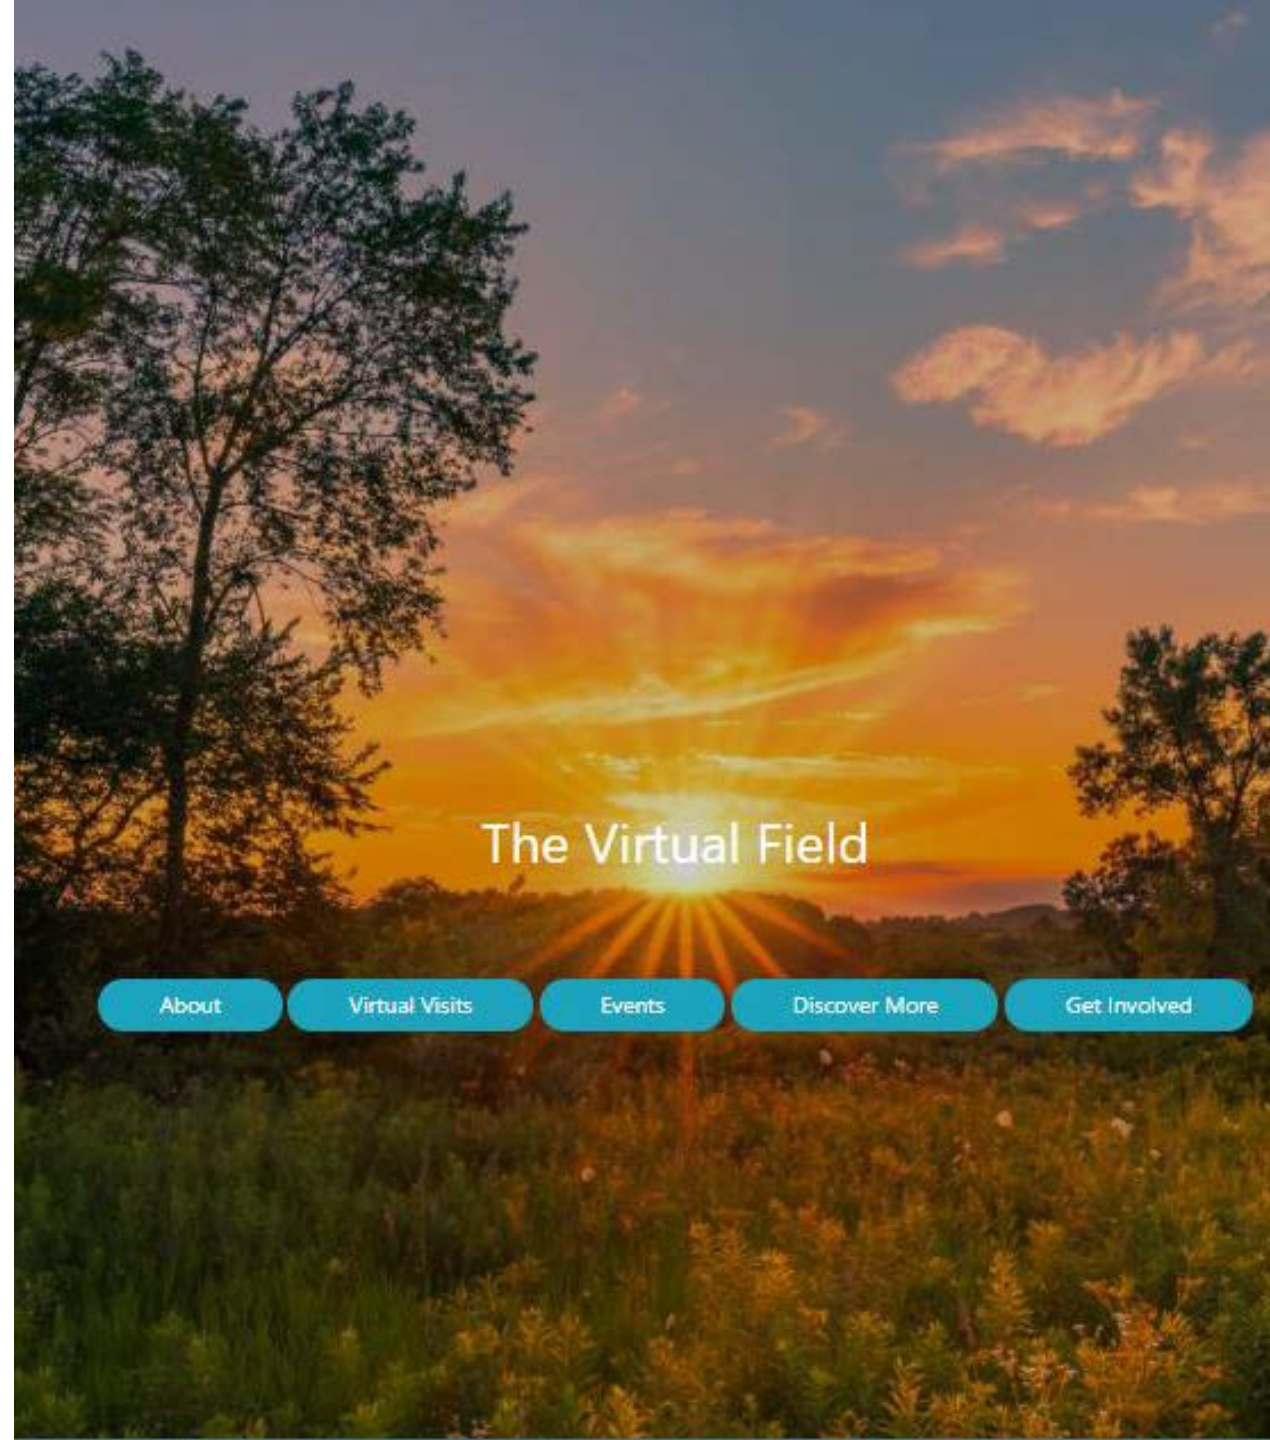 The Virtual Field
About
Virtual Visits
Events
Discover More
Get Involved